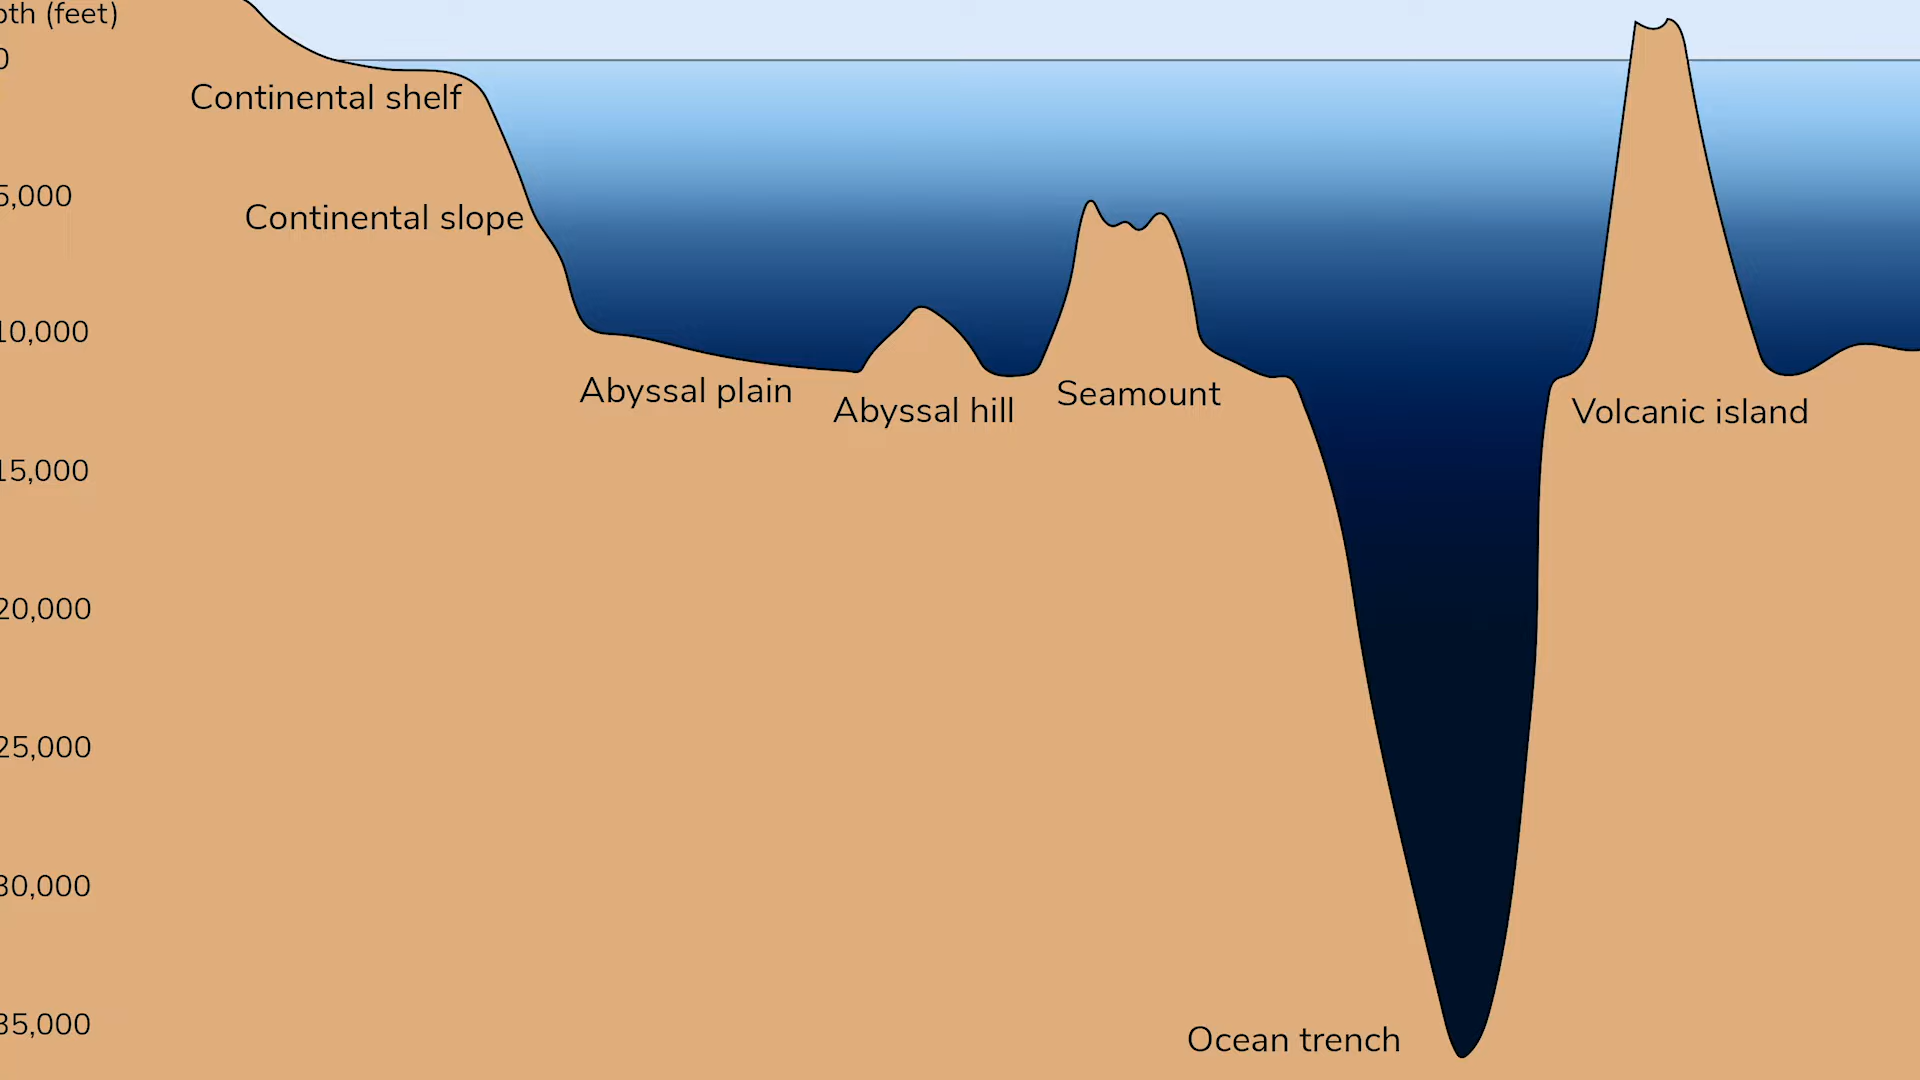 pth (feet)
0
Continental shelf
5,000
Continental slope
10,000
Abyssal plain
Abyssal hill
Seamount
Volcanic island
15,000
20,000
25,000
30,000
35,000
Ocean trench